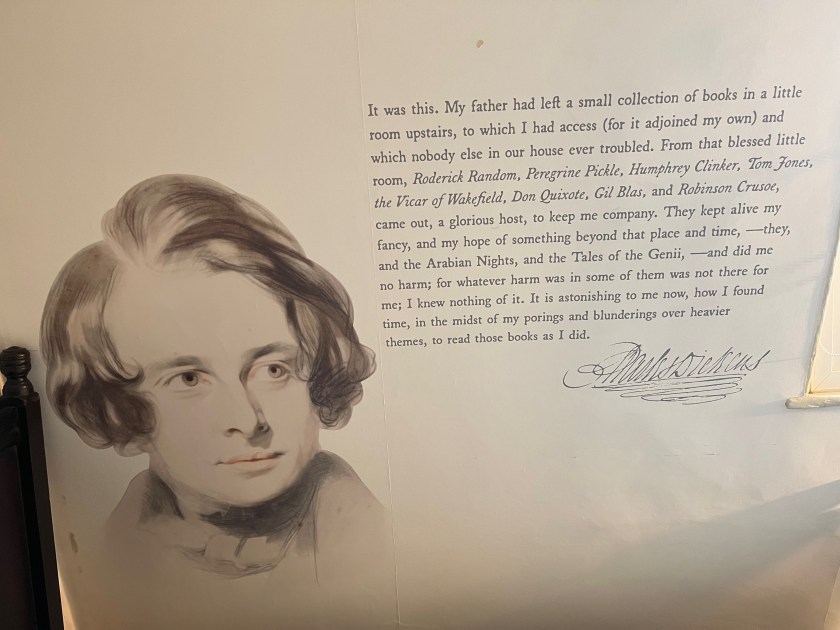 It was this. My father had left a small collection of books in a little
room upstairs, to which I had access (for it adjoined my own) and
which nobody else in our house ever troubled. From that blessed little
room, Roderick Random, Peregrine Pickle, Humphrey Clinker, Tom Jones,
the Vicar of Wakefield, Don Quixote, Gil Blas, and Robinson Crusoe,
came out, a glorious host, to keep me company. They kept alive my
fancy, and my hope of something beyond that place and time, —they,
and the Arabian Nights, and the Tales of the Genii, —and did me
no harm; for whatever harm was in some of them was not there for
me; I knew nothing of it. It is astonishing to me now, how I found
time, in the midst of my porings and blunderings over heavier
themes, to read those books as I did.
Charles Dickens